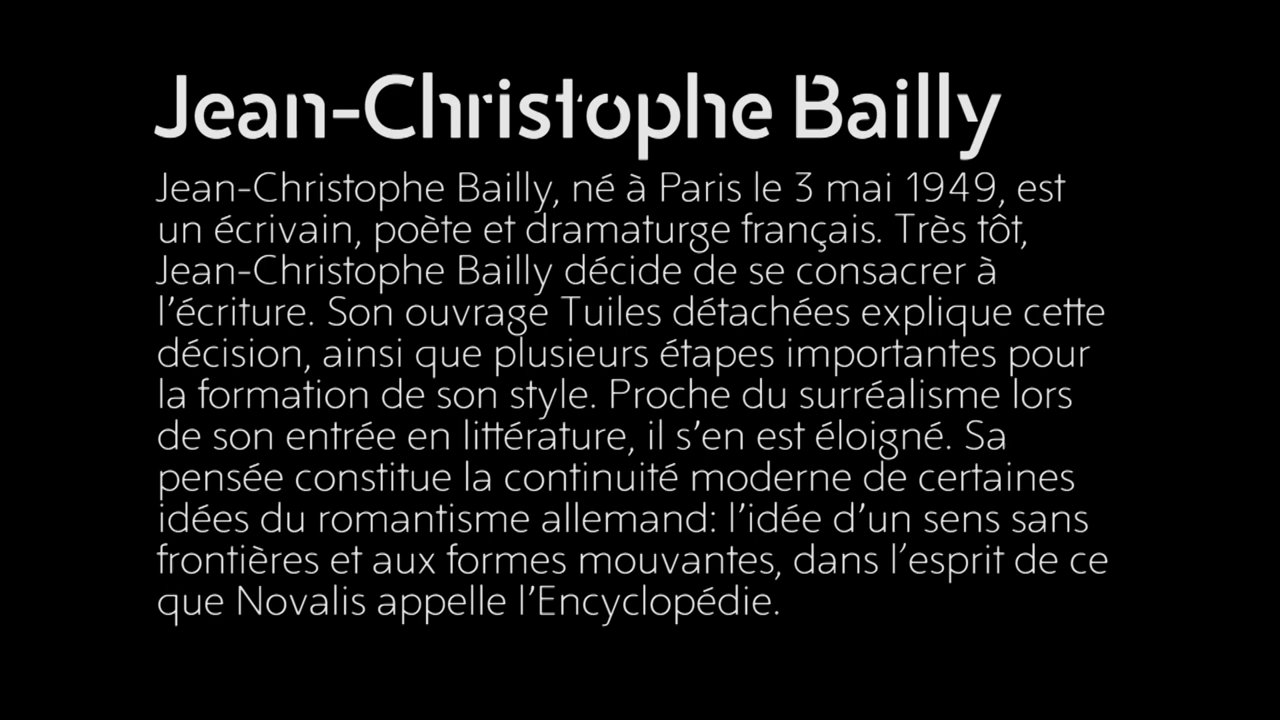 Jean-Christophe Bailly
Jean-Christophe Bailly, né à Paris le 3 mai 1949, est
un écrivain, poète et dramaturge français. Très tôt,
Jean-Christophe Bailly décide de se consacrer à
l’écriture. Son ouvrage Tuiles détachées explique cette
décision, ainsi que plusieurs étapes importantes pour
la formation de son style. Proche du surréalisme lors
de son entrée en littérature, il s’en est éloigné. Sa
pensée constitue la continuité moderne de certaines
idées du romantisme allemand: l’idée d’un sens sans
frontières et aux formes mouvantes, dans l’esprit de ce
que Novalis appelle l’Encyclopédie.